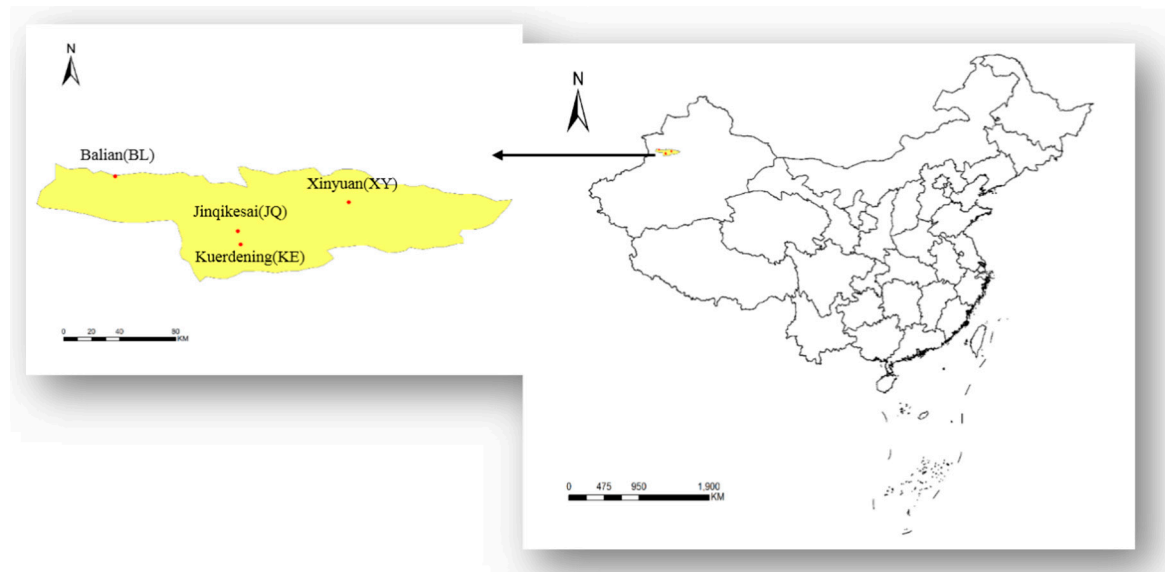 N
Balian(BL)
Xinyuan(XY)
Jinqikesai(JQ)
Kuerdening(KE)
0 20 40 80
KM
N
0 475 950 1,900
KM